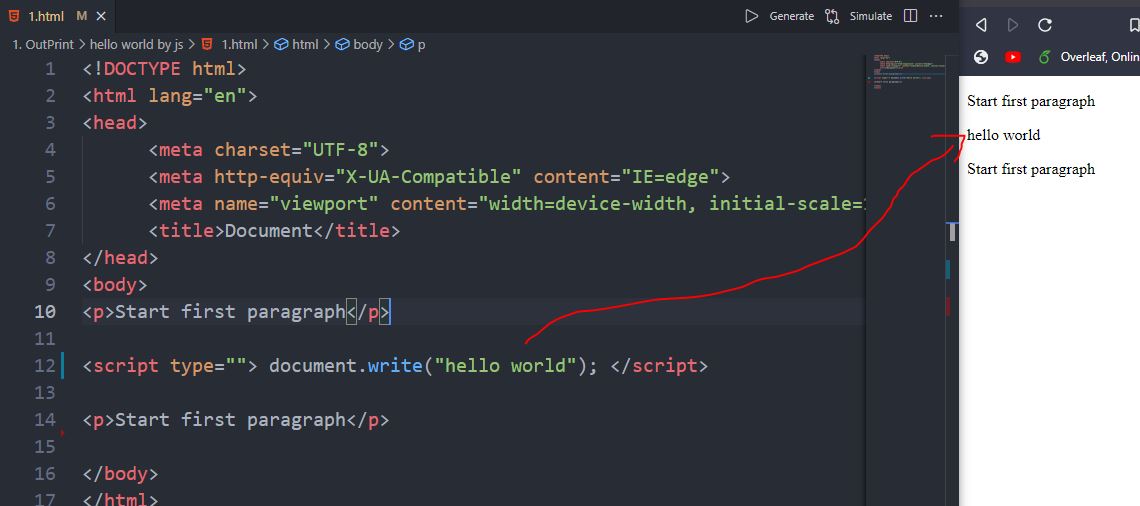 1.html M
Generate Simulate
1. OutPrint > hello world by js > 1.html > html > body > p
1 <!DOCTYPE html>
2 <html lang="en">
3 <head>
4 <meta charset="UTF-8">
5 <meta http-equiv="X-UA-Compatible" content="IE=edge">
6 <meta name="viewport" content="width=device-width, initial-scale=1
7 <title>Document</title>
8 </head>
9 <body>
10 <p>Start first paragraph</p>
11
12 <script type=""> document.write("hello world"); </script>
13
14 <p>Start first paragraph</p>
15
16 </body>
17 </html>
Overleaf, Onlin
Start first paragraph
hello world
Start first paragraph